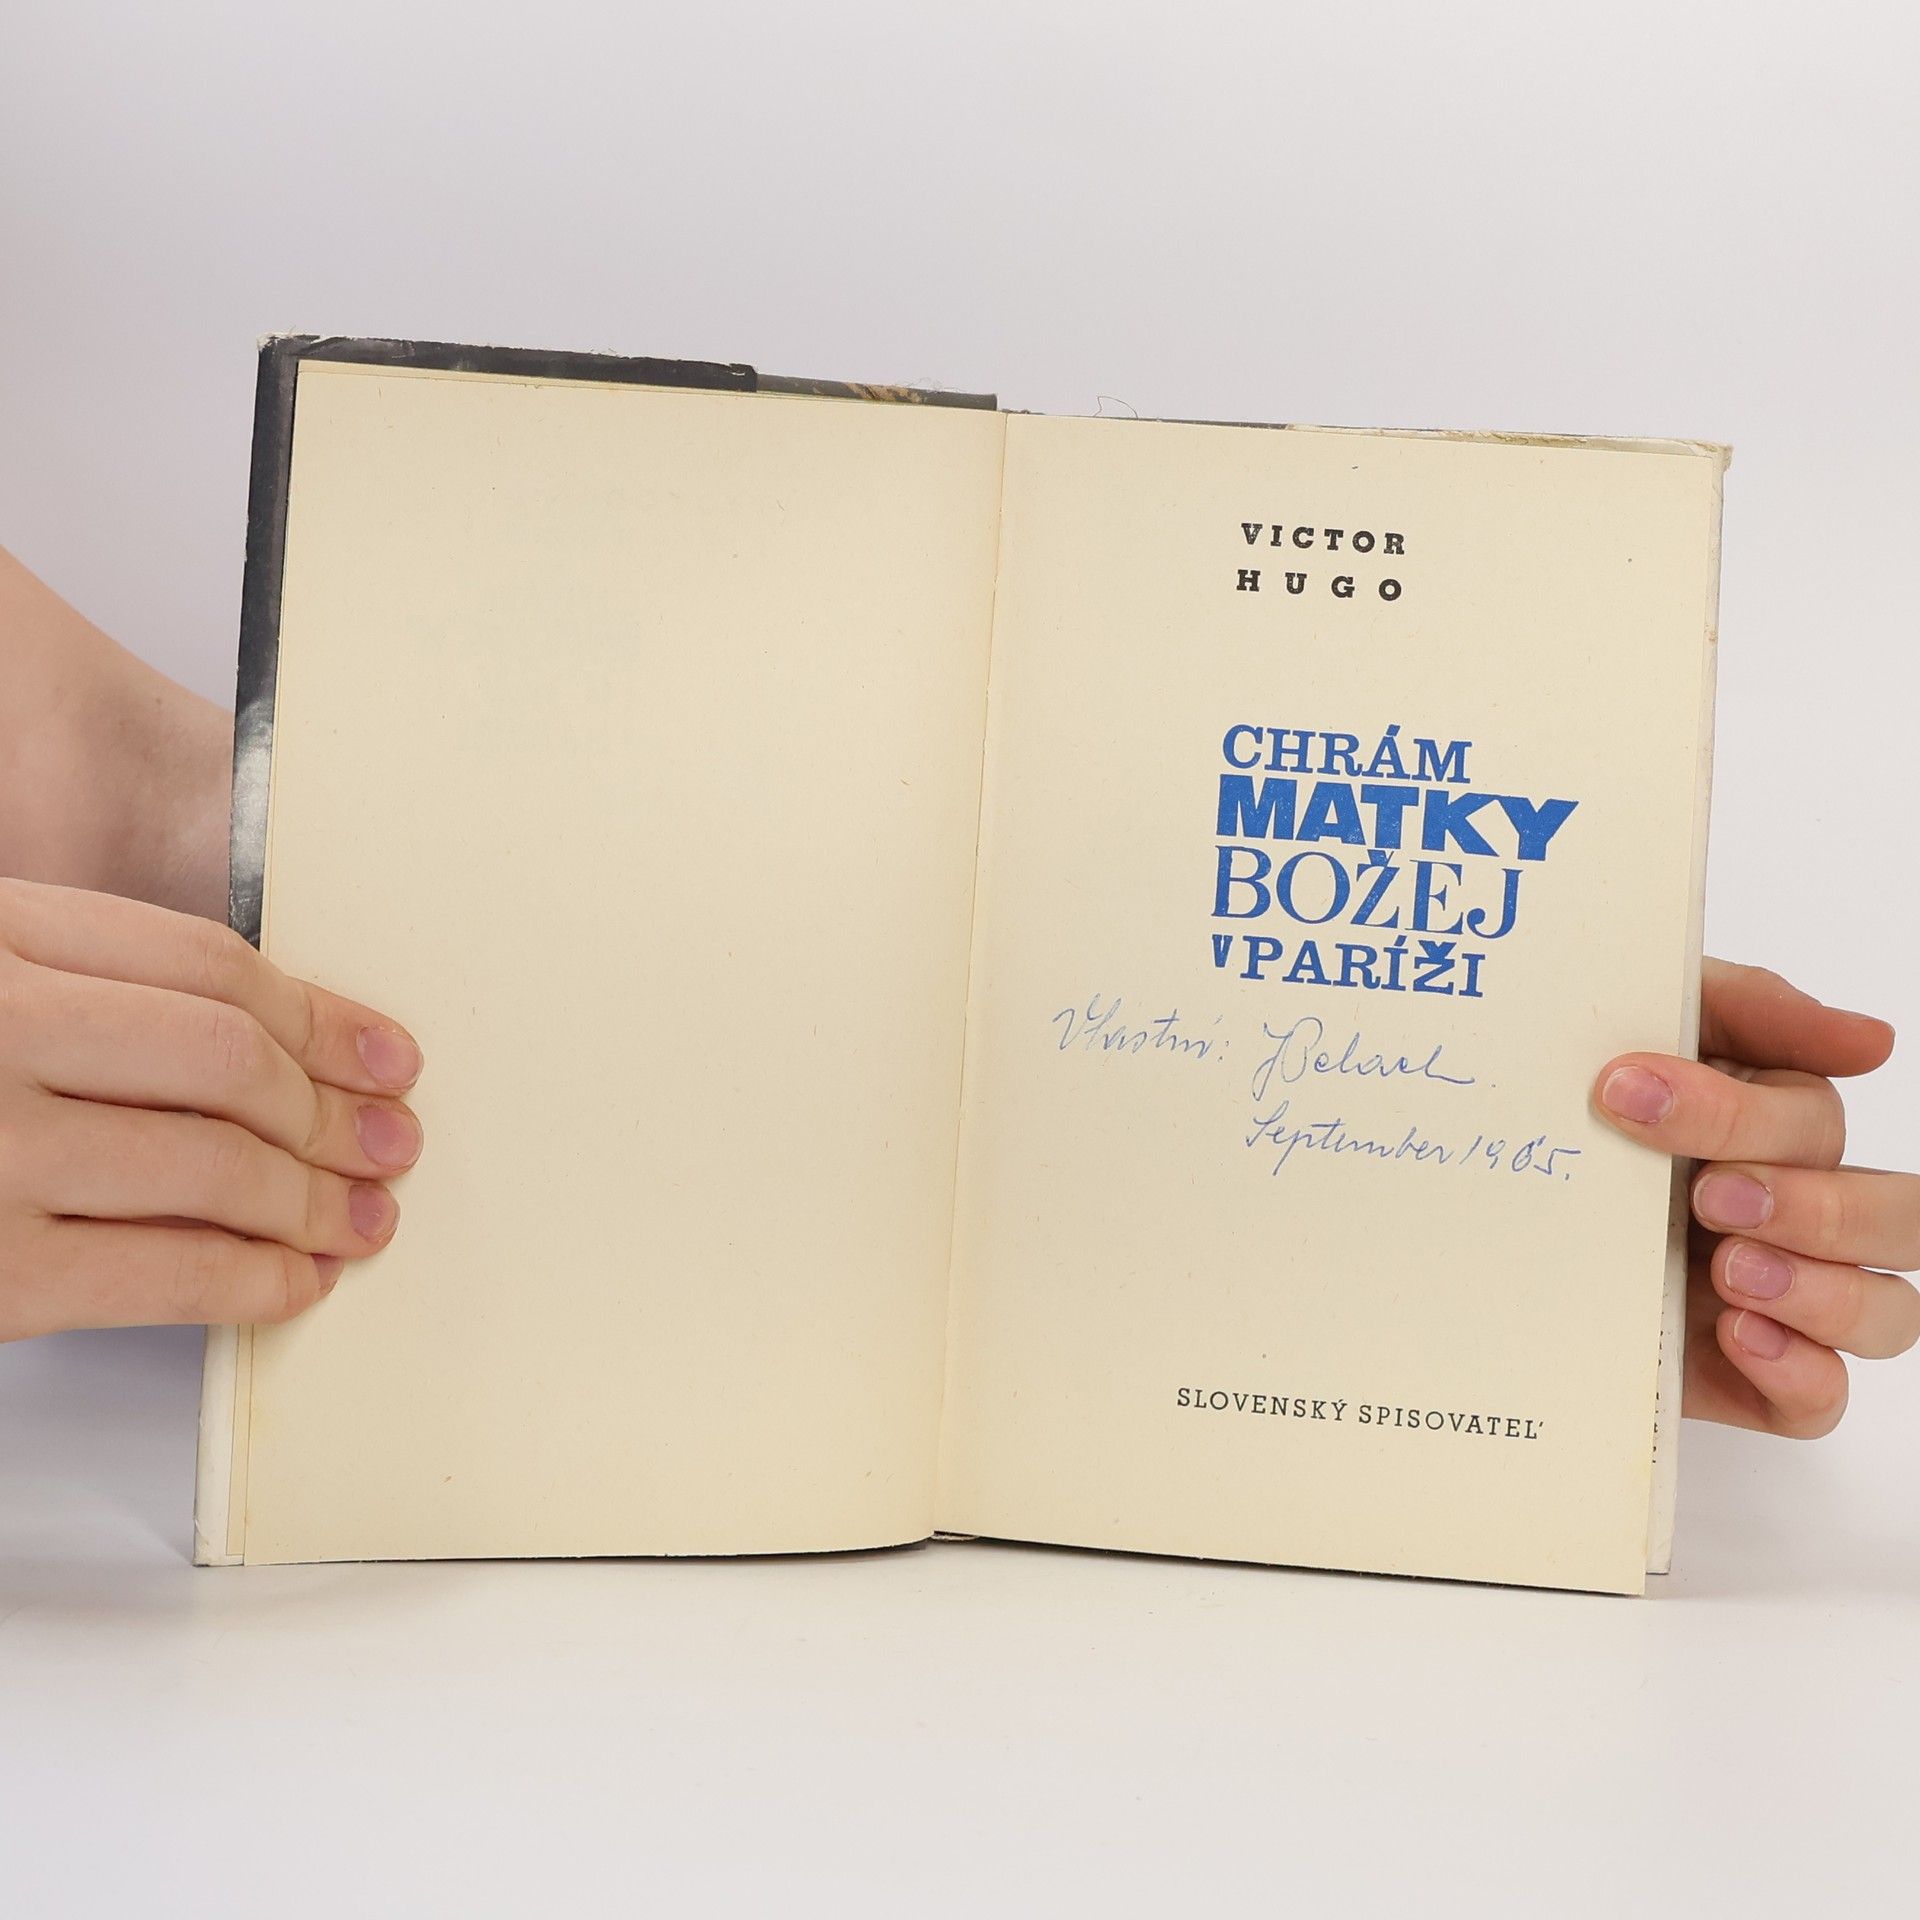 VICTOR
HUGO
CHRÁM
MATKY
BOŽEJ
V PARÍŽI
Vlastní:
September 1965.
SLOVENSKÝ SPISOVATEĽ